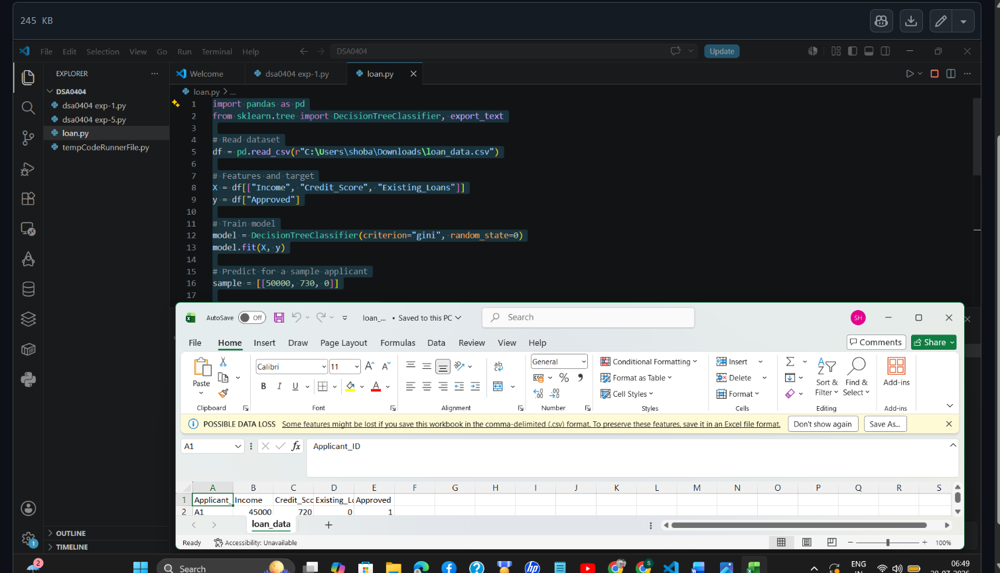 245 KB
File Edit Selection View Go Run Terminal Help
DSA0404
Update
EXPLORER
DSA0404
dsa0404 exp-1.py
dsa0404 exp-5.py
loan.py
tempCodeRunnerFile.py
OUTLINE
TIMELINE
1
Welcome
dsa0404 exp-1.py
loan.py
loan.py > ...
1 import pandas as pd
2 from sklearn.tree import DecisionTreeClassifier, export_text
3
4 # Read dataset
5 df = pd.read_csv(r"C:\Users\shoba\Downloads\loan_data.csv")
6
7 # Features and target
8 X = df[["Income", "Credit_Score", "Existing_Loans"]]
9 y = df["Approved"]
10
11 # Train model
12 model = DecisionTreeClassifier(criterion="gini", random_state=0)
13 model.fit(X, y)
14
15 # Predict for a sample applicant
16 sample = [[50000, 730, 0]]
17
AutoSave Off
loan_... • Saved to this PC
Search
SH
File Home Insert Draw Page Layout Formulas Data Review View Help
Comments Share
Paste
Clipboard
Calibri 11
B I U
Font
Alignment
General
Number
Conditional Formatting
Format as Table
Cell Styles
Styles
Insert
Delete
Format
Cells
Sort & Filter
Find & Select
Editing
Add-ins
Add-ins
POSSIBLE DATA LOSS Some features might be lost if you save this workbook in the comma-delimited (.csv) format. To preserve these features, save it in an Excel file format. Don't show again Save As...
A1 fx Applicant_ID
A B C D E F G H I J K L M N O P Q R S
1 Applicant_ Income Credit_Sco Existing_Lo Approved
2 A1 45000 720 0 1
loan_data
Ready Accessibility: Unavailable 100%
2
Search
ENG
06:49